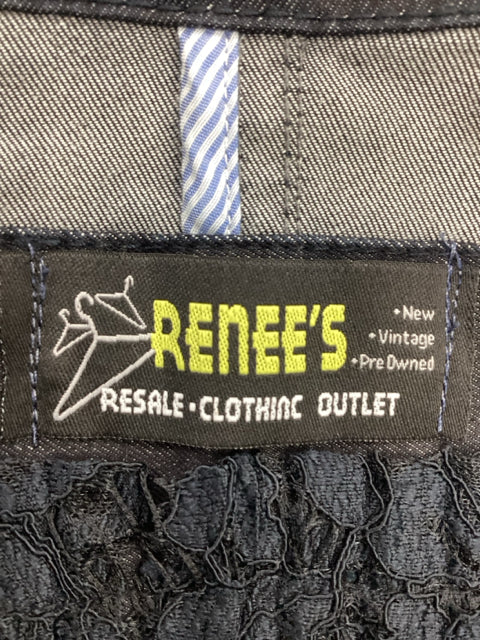 RENEE'S
•New
•Vintage
•Pre Owned
RESALE•CLOTHING OUTLET